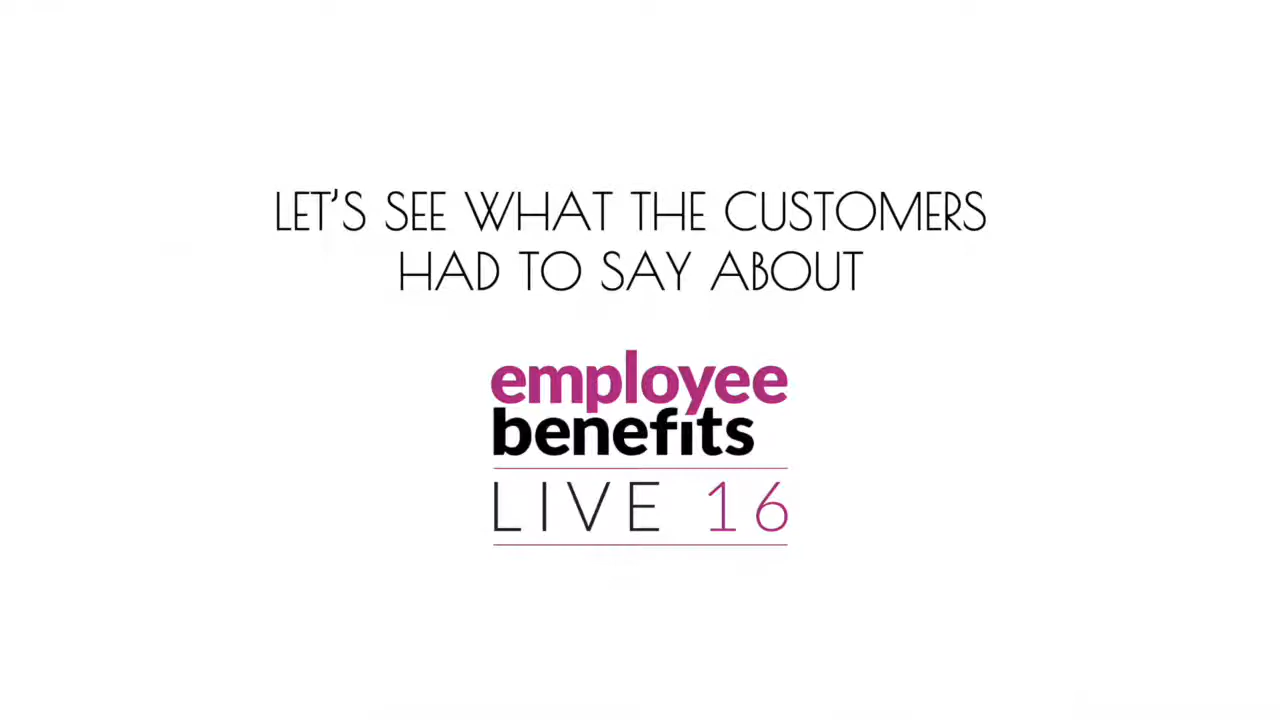 LET'S SEE WHAT THE CUSTOMERS
HAD TO SAY ABOUT
employee
benefits
LIVE 16